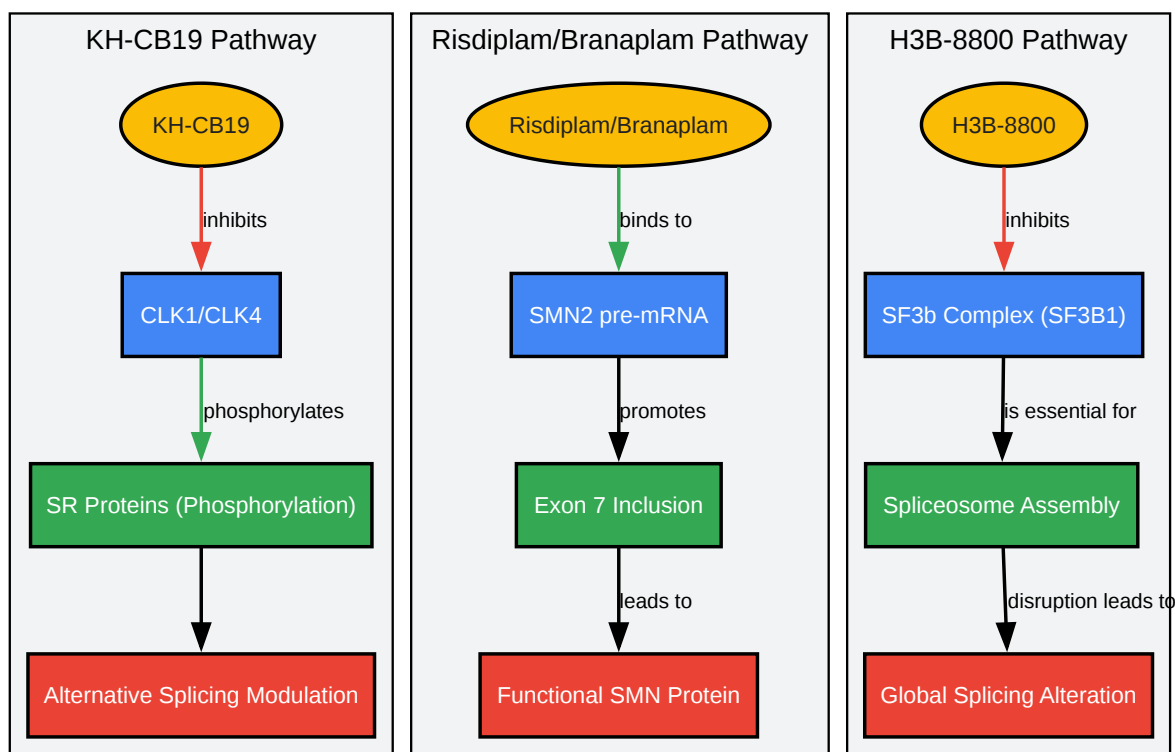 KH-CB19 Pathway
KH-CB19
inhibits
CLK1/CLK4
phosphorylates
SR Proteins (Phosphorylation)
Alternative Splicing Modulation
Risdiplam/Branaplam Pathway
Risdiplam/Branaplam
binds to
SMN2 pre-mRNA
promotes
Exon 7 Inclusion
leads to
Functional SMN Protein
H3B-8800 Pathway
H3B-8800
inhibits
SF3b Complex (SF3B1)
is essential for
Spliceosome Assembly
disruption leads to
Global Splicing Alteration